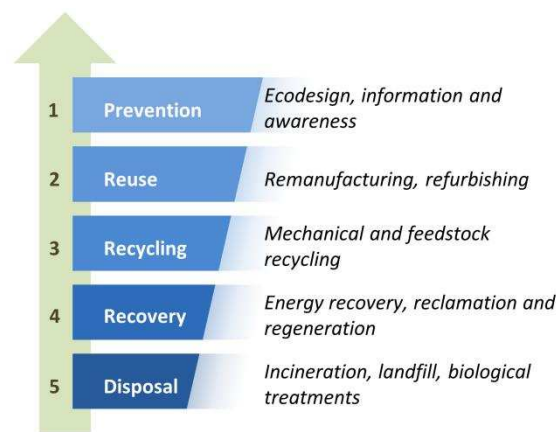 1 Prevention Ecodesign, information and
awareness
2 Reuse Remanufacturing, refurbishing
3 Recycling Mechanical and feedstock
recycling
4 Recovery Energy recovery, reclamation and
regeneration
5 Disposal Incineration, landfill, biological
treatments